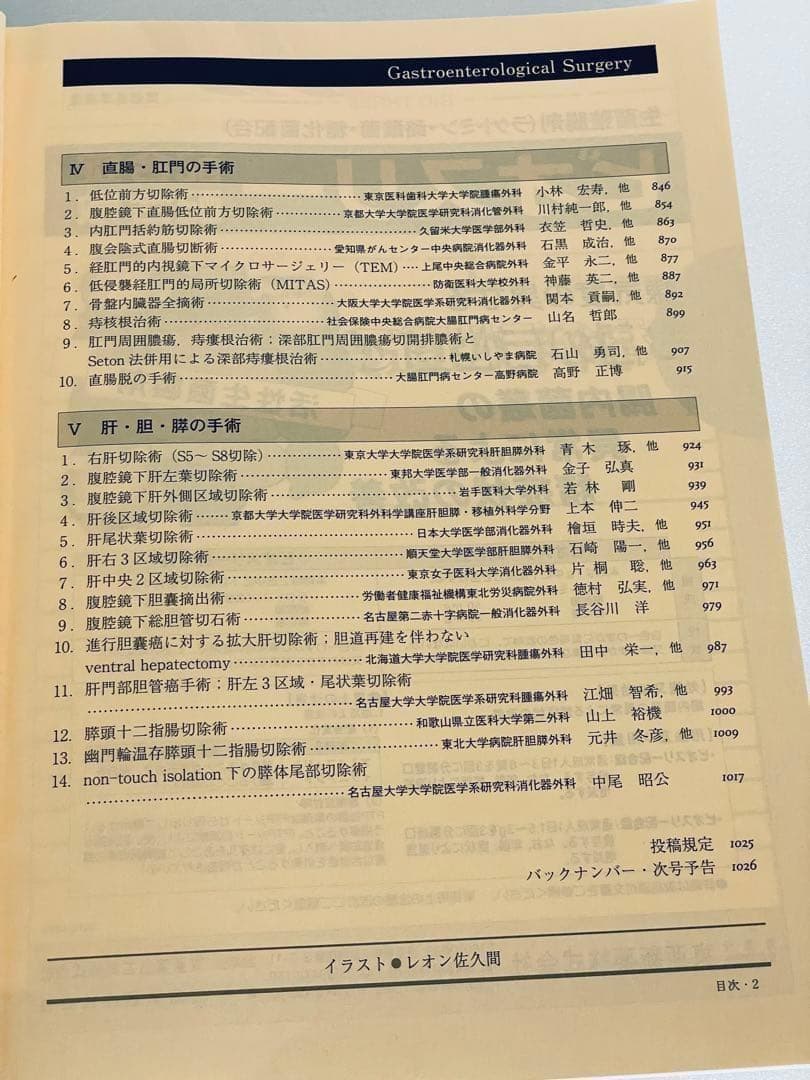 Gastroenterological Surgery
Ⅳ 直腸・肛門の手術
1. 低位前方切除術……東京医科歯科大学大学院腫瘍外科 小林 宏寿, 他 846
2. 腹腔鏡下直腸低位前方切除術……京都大学大学院医学研究科消化管外科 川村純一郎, 他 854
3. 内肛門括約筋切除術……久留米大学医学部外科 衣笠 哲史, 他 863
4. 腹会陰式直腸切断術……愛知県がんセンター中央病院消化器外科 石黒 成治, 他 870
5. 経肛門的内視鏡下マイクロサージェリー(TEM)…上尾中央総合病院外科 金平 永二, 他 877
6. 低侵襲経肛門的局所切除術(MITAS)……防衛医科大学校外科 神藤 英二, 他 887
7. 骨盤内臓器全摘術……大阪大学大学院医学系研究科消化器外科 関本 貢嗣, 他 892
8. 痔核根治術……社会保険中央総合病院大腸肛門病センター 山名 哲郎 899
9. 肛門周囲膿瘍,痔瘻根治術;深部肛門周囲膿瘍切開排膿術と
Seton法併用による深部痔瘻根治術……札幌いしやま病院 石山 勇司, 他 907
10. 直腸脱の手術……大腸肛門病センター高野病院 高野 正博 915
Ⅴ 肝・胆・膵の手術
1. 右肝切除術(S5〜S8切除)……東京大学大学院医学系研究科肝胆膵外科 青木 琢, 他 924
2. 腹腔鏡下肝左葉切除術……東邦大学医学部一般消化器外科 金子 弘真 931
3. 腹腔鏡下肝外側区域切除術……岩手医科大学外科 若林 剛 939
4. 肝後区域切除術……京都大学大学院医学研究科外科学講座肝胆膵・移植外科学分野 上本 伸二 945
5. 肝尾状葉切除術……日本大学医学部消化器外科 檜垣 時夫, 他 951
6. 肝右3区域切除術……順天堂大学医学部肝胆膵外科 石崎 陽一, 他 956
7. 肝中央2区域切除術……東京女子医科大学消化器外科 片桐 聡, 他 963
8. 腹腔鏡下胆嚢摘出術……労働者健康福祉機構東北労災病院外科 徳村 弘実, 他 971
9. 腹腔鏡下総胆管切石術……名古屋第二赤十字病院一般消化器外科 長谷川 洋 979
10. 進行胆嚢癌に対する拡大肝切除術;胆道再建を伴わない
ventral hepatectomy……北海道大学大学院医学研究科腫瘍外科 田中 栄一, 他 987
11. 肝門部胆管癌手術;肝左3区域・尾状葉切除術
……名古屋大学大学院医学系研究科腫瘍外科 江畑 智希, 他 993
12. 膵頭十二指腸切除術……和歌山県立医科大学第二外科 山上 裕機 1000
13. 幽門輪温存膵頭十二指腸切除術……東北大学病院肝胆膵外科 元井 冬彦, 他 1009
14. non-touch isolation下の膵体尾部切除術
……名古屋大学大学院医学系研究科消化器外科 中尾 昭公 1017
投稿規定 1025
バックナンバー・次号予告 1026
イラスト●レオン佐久間
目次・2